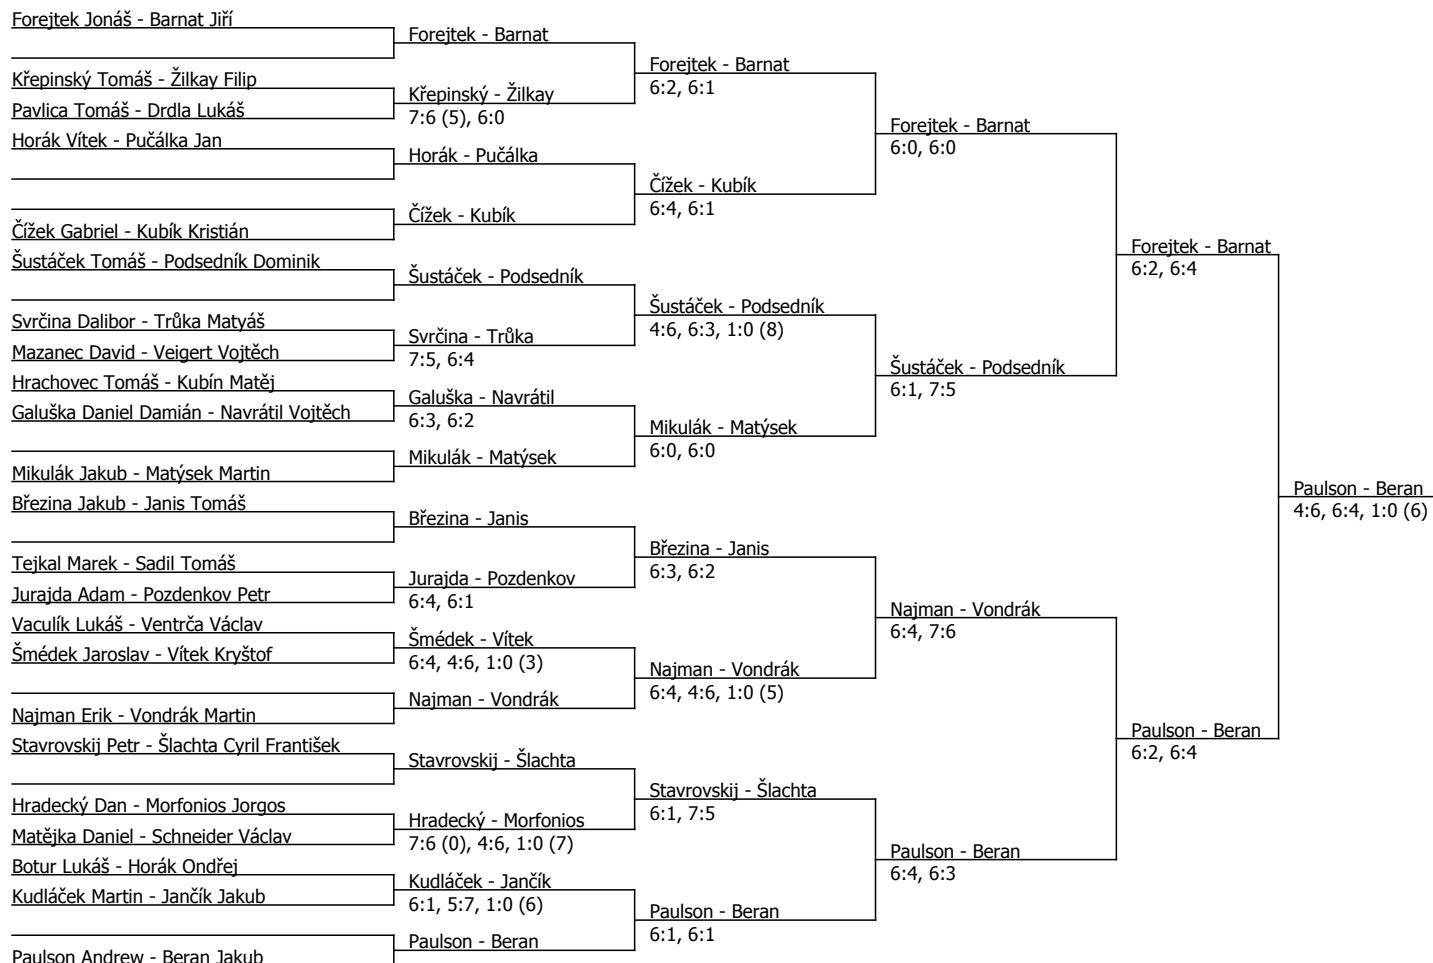 Forejtek Jonáš - Barnat Jiří
Křepinský Tomáš - Žilkay Filip
Pavlica Tomáš - Drdla Lukáš
Horák Vítek - Pučálka Jan
Čížek Gabriel - Kubík Kristián
Šustáček Tomáš - Podsedník Dominik
Svrčina Dalibor - Trůka Matyáš
Mazanec David - Veigert Vojtěch
Hrachovec Tomáš - Kubín Matěj
Galuška Daniel Damián - Navrátil Vojtěch
Mikulák Jakub - Matýsek Martin
Březina Jakub - Janis Tomáš
Tejkal Marek - Sadil Tomáš
Jurajda Adam - Pozdenkov Petr
Vaculík Lukáš - Ventrča Václav
Šmédek Jaroslav - Vítek Kryštof
Najman Erik - Vondrák Martin
Stavrovskij Petr - Šlachta Cyril František
Hradecký Dan - Morfonios Jorgos
Matějka Daniel - Schneider Václav
Botur Lukáš - Horák Ondřej
Kudláček Martin - Jančík Jakub
Paulson Andrew - Beran Jakub
Forejtek - Barnat
Křepinský - Žilkay
7:6 (5), 6:0
Horák - Pučálka
Čížek - Kubík
Šustáček - Podsedník
Svrčina - Trůka
7:5, 6:4
Galuška - Navrátil
6:3, 6:2
Mikulák - Matýsek
Březina - Janis
Jurajda - Pozdenkov
6:4, 6:1
Šmédek - Vítek
6:4, 4:6, 1:0 (3)
Najman - Vondrák
Stavrovskij - Šlachta
Hradecký - Morfonios
7:6 (0), 4:6, 1:0 (7)
Kudláček - Jančík
6:1, 5:7, 1:0 (6)
Paulson - Beran
Forejtek - Barnat
6:2, 6:1
Čížek - Kubík
6:4, 6:1
Šustáček - Podsedník
4:6, 6:3, 1:0 (8)
Mikulák - Matýsek
6:0, 6:0
Březina - Janis
6:3, 6:2
Najman - Vondrák
6:4, 4:6, 1:0 (5)
Stavrovskij - Šlachta
6:1, 7:5
Paulson - Beran
6:1, 6:1
Forejtek - Barnat
6:0, 6:0
Šustáček - Podsedník
6:1, 7:5
Najman - Vondrák
6:4, 7:6
Paulson - Beran
6:4, 6:3
Forejtek - Barnat
6:2, 6:4
Paulson - Beran
6:2, 6:4
Paulson - Beran
4:6, 6:4, 1:0 (6)